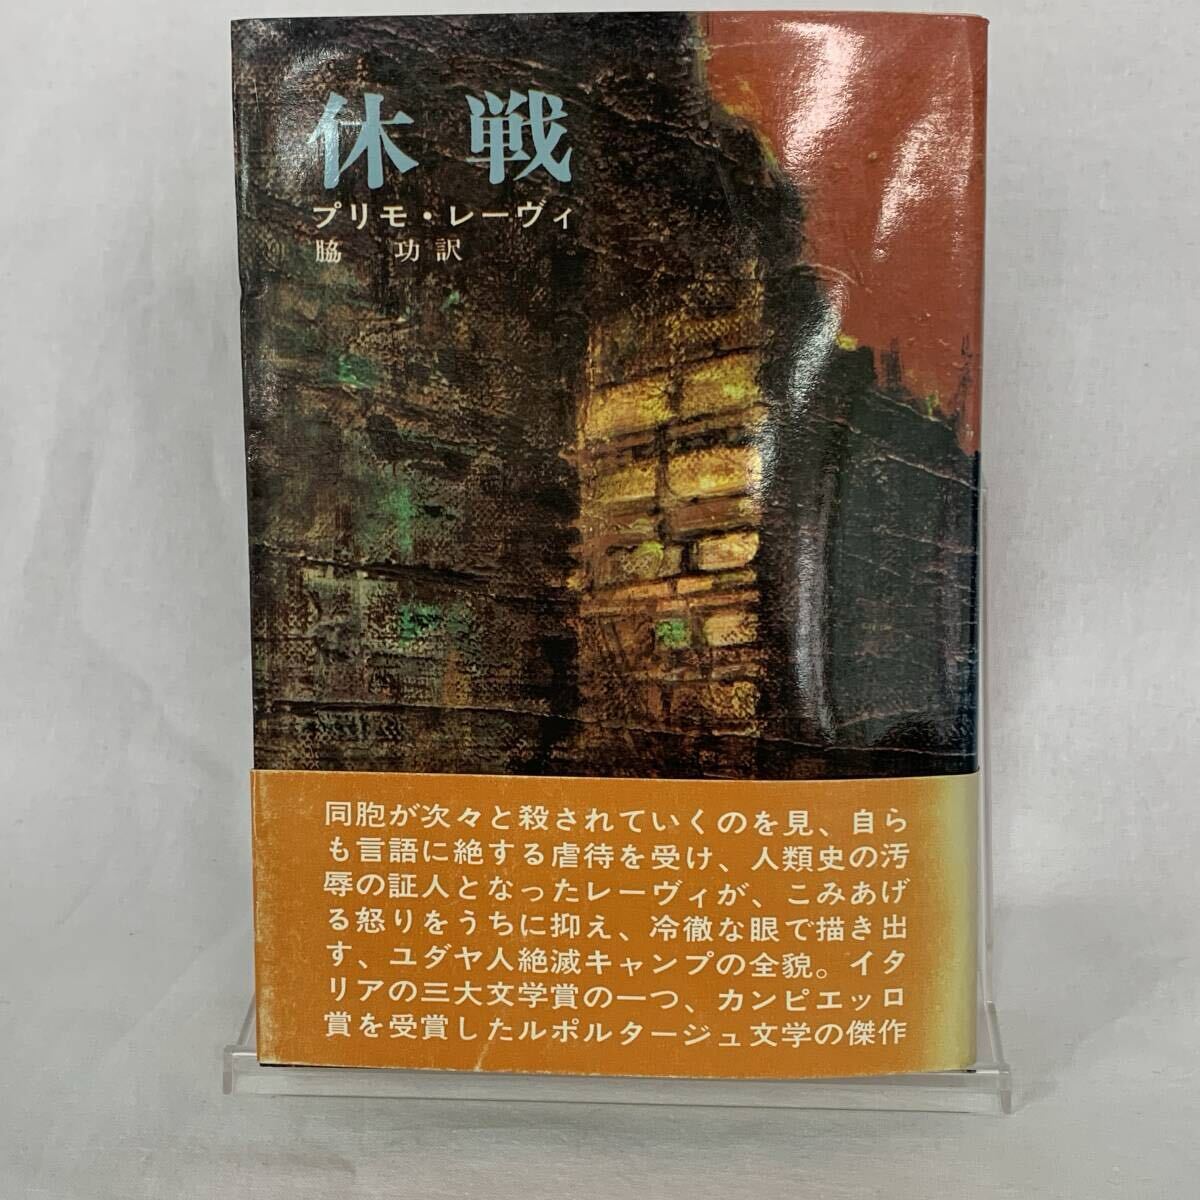 休戦
プリモ・レーヴィ
脇　功訳
同胞が次々と殺されていくのを見、自ら
も言語に絶する虐待を受け、人類史の汚
辱の証人となったレーヴィが、こみあげ
る怒りをうちに抑え、冷徹な眼で描き出
す、ユダヤ人絶滅キャンプの全貌。イタ
リアの三大文学賞の一つ、カンピエッロ
賞を受賞したルポルタージュ文学の傑作